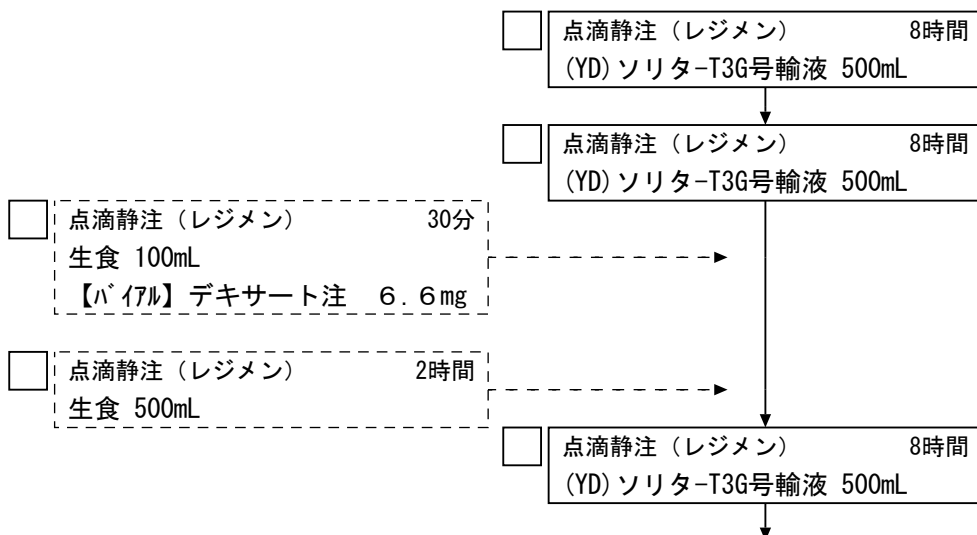 点滴静注（レジメン） 8時間
(YD)ソリタ-T3G号輸液 500mL
点滴静注（レジメン） 8時間
(YD)ソリタ-T3G号輸液 500mL
点滴静注（レジメン） 30分
生食 100mL
【ﾊﾞｲｱﾙ】デキサート注　６.６mg
点滴静注（レジメン） 2時間
生食 500mL
点滴静注（レジメン） 8時間
(YD)ソリタ-T3G号輸液 500mL